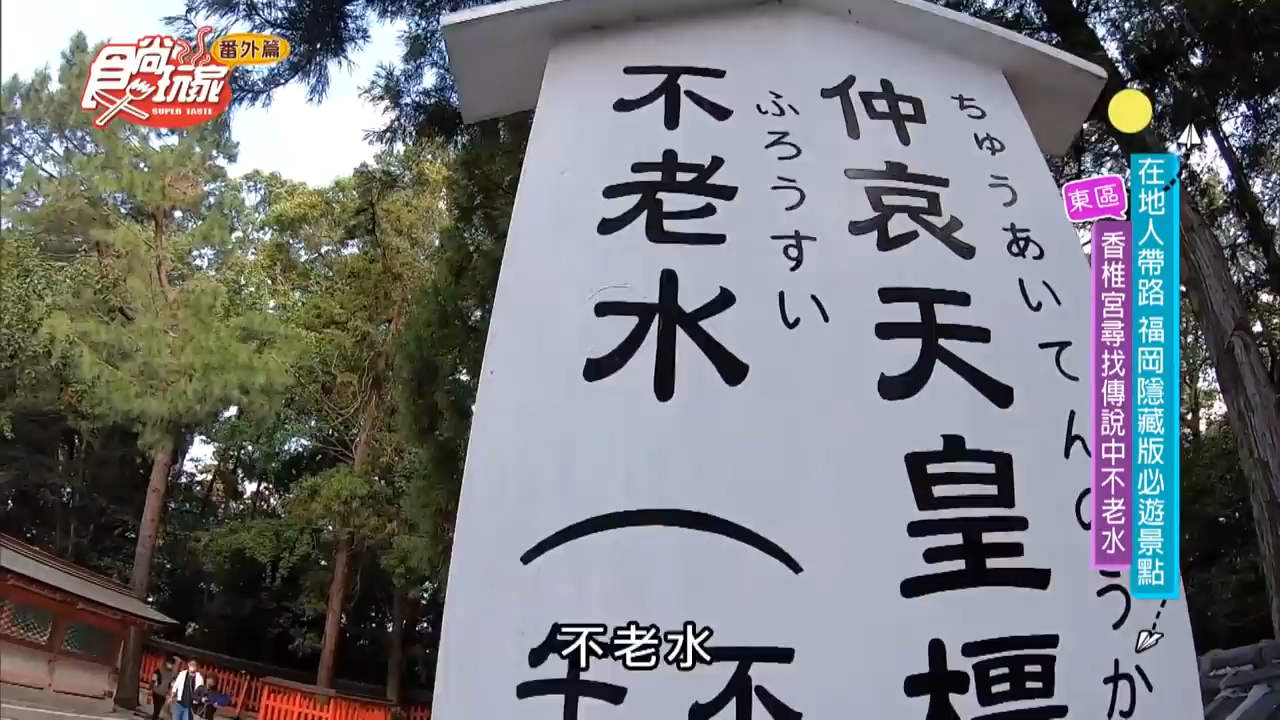 食尚玩家
SUPER TASTE
番外篇
在地人帶路 福岡隱藏版必遊景點
東區
香椎宮尋找傳說中不老水
ちゅうあいてんのうか
仲哀天皇橿
ふろうすい
不老水（
不
午
不老水